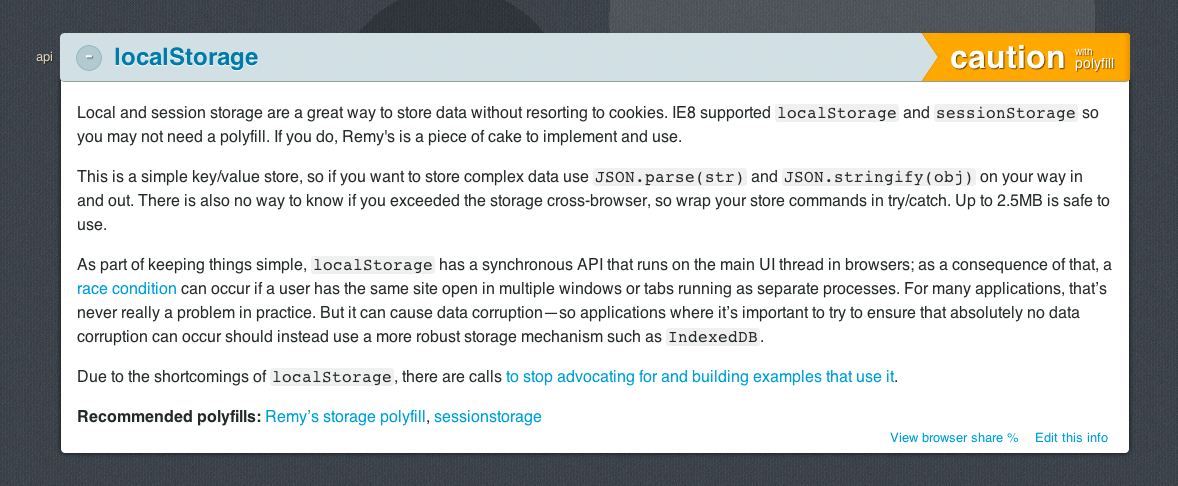 api
- localStorage
caution with polyfill
Local and session storage are a great way to store data without resorting to cookies. IE8 supported localStorage and sessionStorage so
you may not need a polyfill. If you do, Remy's is a piece of cake to implement and use.
This is a simple key/value store, so if you want to store complex data use JSON.parse(str) and JSON.stringify(obj) on your way in
and out. There is also no way to know if you exceeded the storage cross-browser, so wrap your store commands in try/catch. Up to 2.5MB is safe to
use.
As part of keeping things simple, localStorage has a synchronous API that runs on the main UI thread in browsers; as a consequence of that, a
race condition can occur if a user has the same site open in multiple windows or tabs running as separate processes. For many applications, that’s
never really a problem in practice. But it can cause data corruption—so applications where it’s important to try to ensure that absolutely no data
corruption can occur should instead use a more robust storage mechanism such as IndexedDB.
Due to the shortcomings of localStorage, there are calls to stop advocating for and building examples that use it.
Recommended polyfills: Remy’s storage polyfill, sessionstorage
View browser share % Edit this info